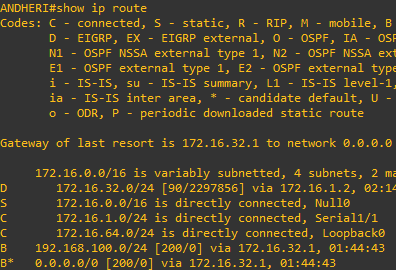 ANDHERI#show ip route
Codes: C - connected, S - static, R - RIP, M - mobile, B
D - EIGRP, EX - EIGRP external, O - OSPF, IA - OSP
N1 - OSPF NSSA external type 1, N2 - OSPF NSSA ext
E1 - OSPF external type 1, E2 - OSPF external type
i - IS-IS, su - IS-IS summary, L1 - IS-IS level-1,
ia - IS-IS inter area, * - candidate default, U -
o - ODR, P - periodic downloaded static route
Gateway of last resort is 172.16.32.1 to network 0.0.0.0
172.16.0.0/16 is variably subnetted, 4 subnets, 2 ma
D 172.16.32.0/24 [90/2297856] via 172.16.1.2, 02:14
S 172.16.0.0/16 is directly connected, Null0
C 172.16.1.0/24 is directly connected, Serial1/1
C 172.16.64.0/24 is directly connected, Loopback0
B 192.168.100.0/24 [200/0] via 172.16.32.1, 01:44:43
B* 0.0.0.0/0 [200/0] via 172.16.32.1, 01:44:43